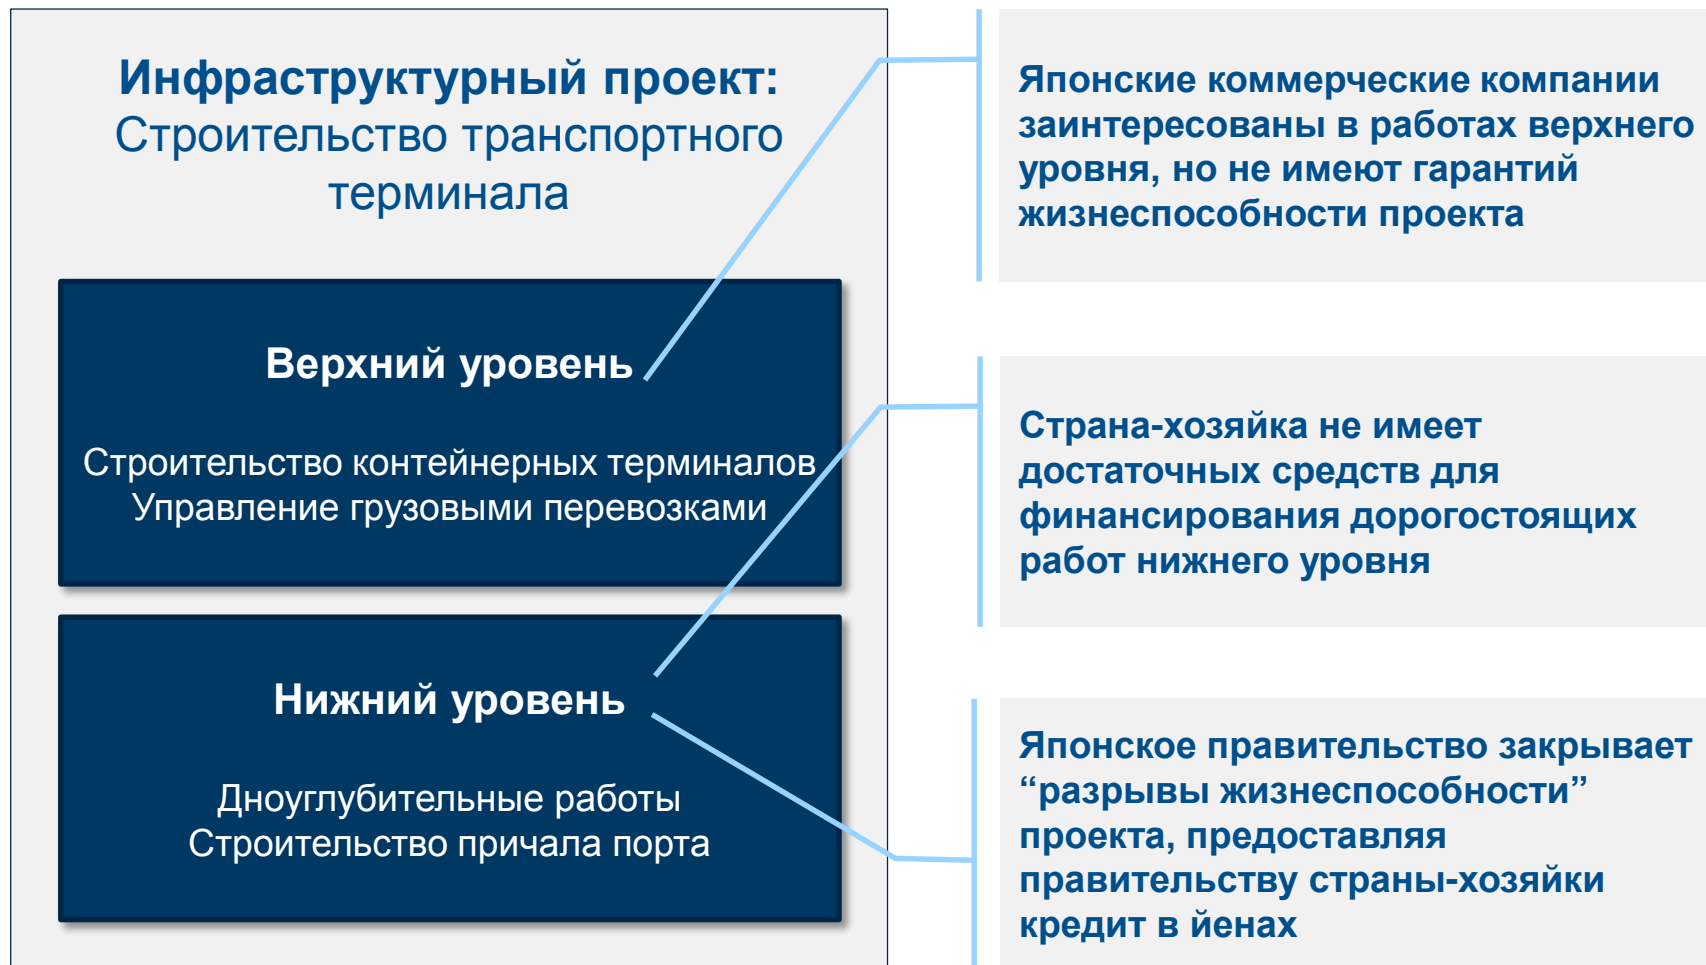 Инфраструктурный проект:
Строительство транспортного
терминала
Верхний уровень
Строительство контейнерных терминалов
Управление грузовыми перевозками
Нижний уровень
Дноуглубительные работы
Строительство причала порта
Японские коммерческие компании
заинтересованы в работах верхнего
уровня, но не имеют гарантий
жизнеспособности проекта
Страна-хозяйка не имеет
достаточных средств для
финансирования дорогостоящих
работ нижнего уровня
Японское правительство закрывает
“разрывы жизнеспособности”
проекта, предоставляя
правительству страны-хозяйки
кредит в йенах